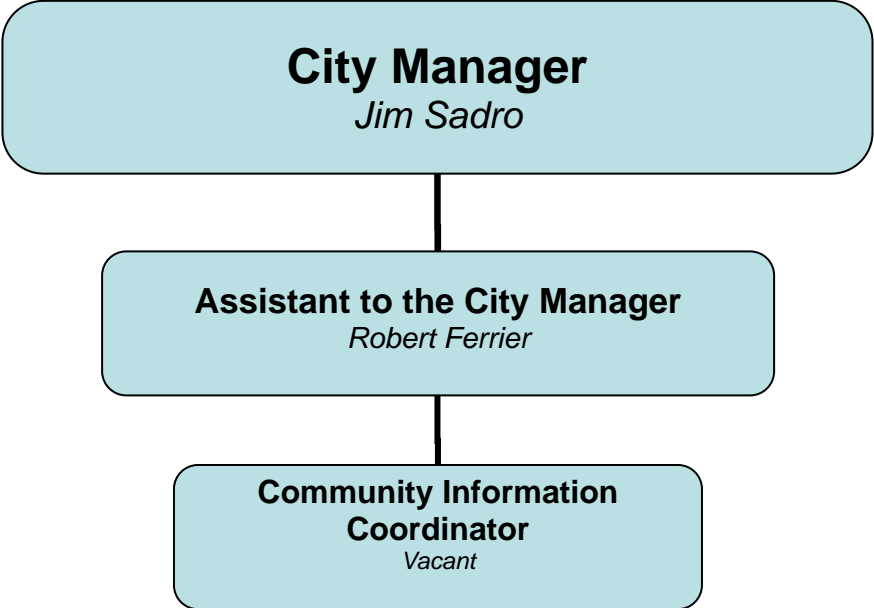 City Manager
Jim Sadro
Assistant to the City Manager
Robert Ferrier
Community Information
Coordinator
Vacant